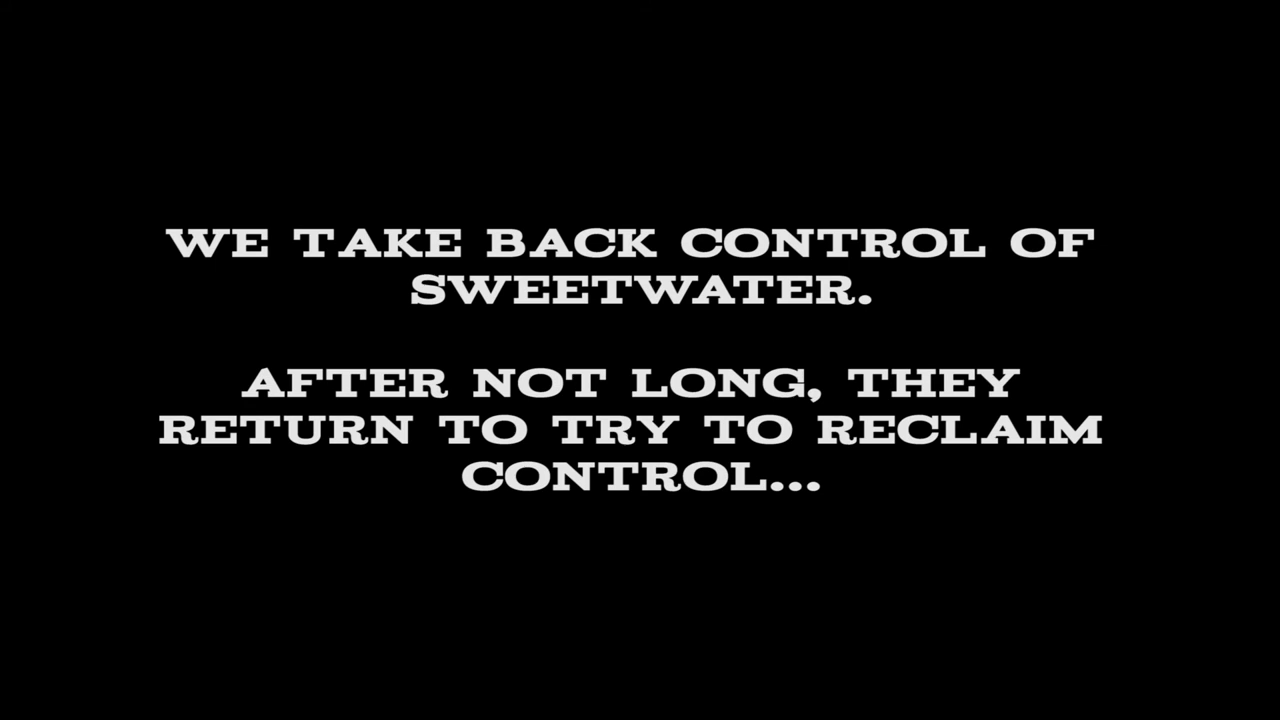 WE TAKE BACK CONTROL OF
SWEETWATER.
AFTER NOT LONG, THEY
RETURN TO TRY TO RECLAIM
CONTROL...